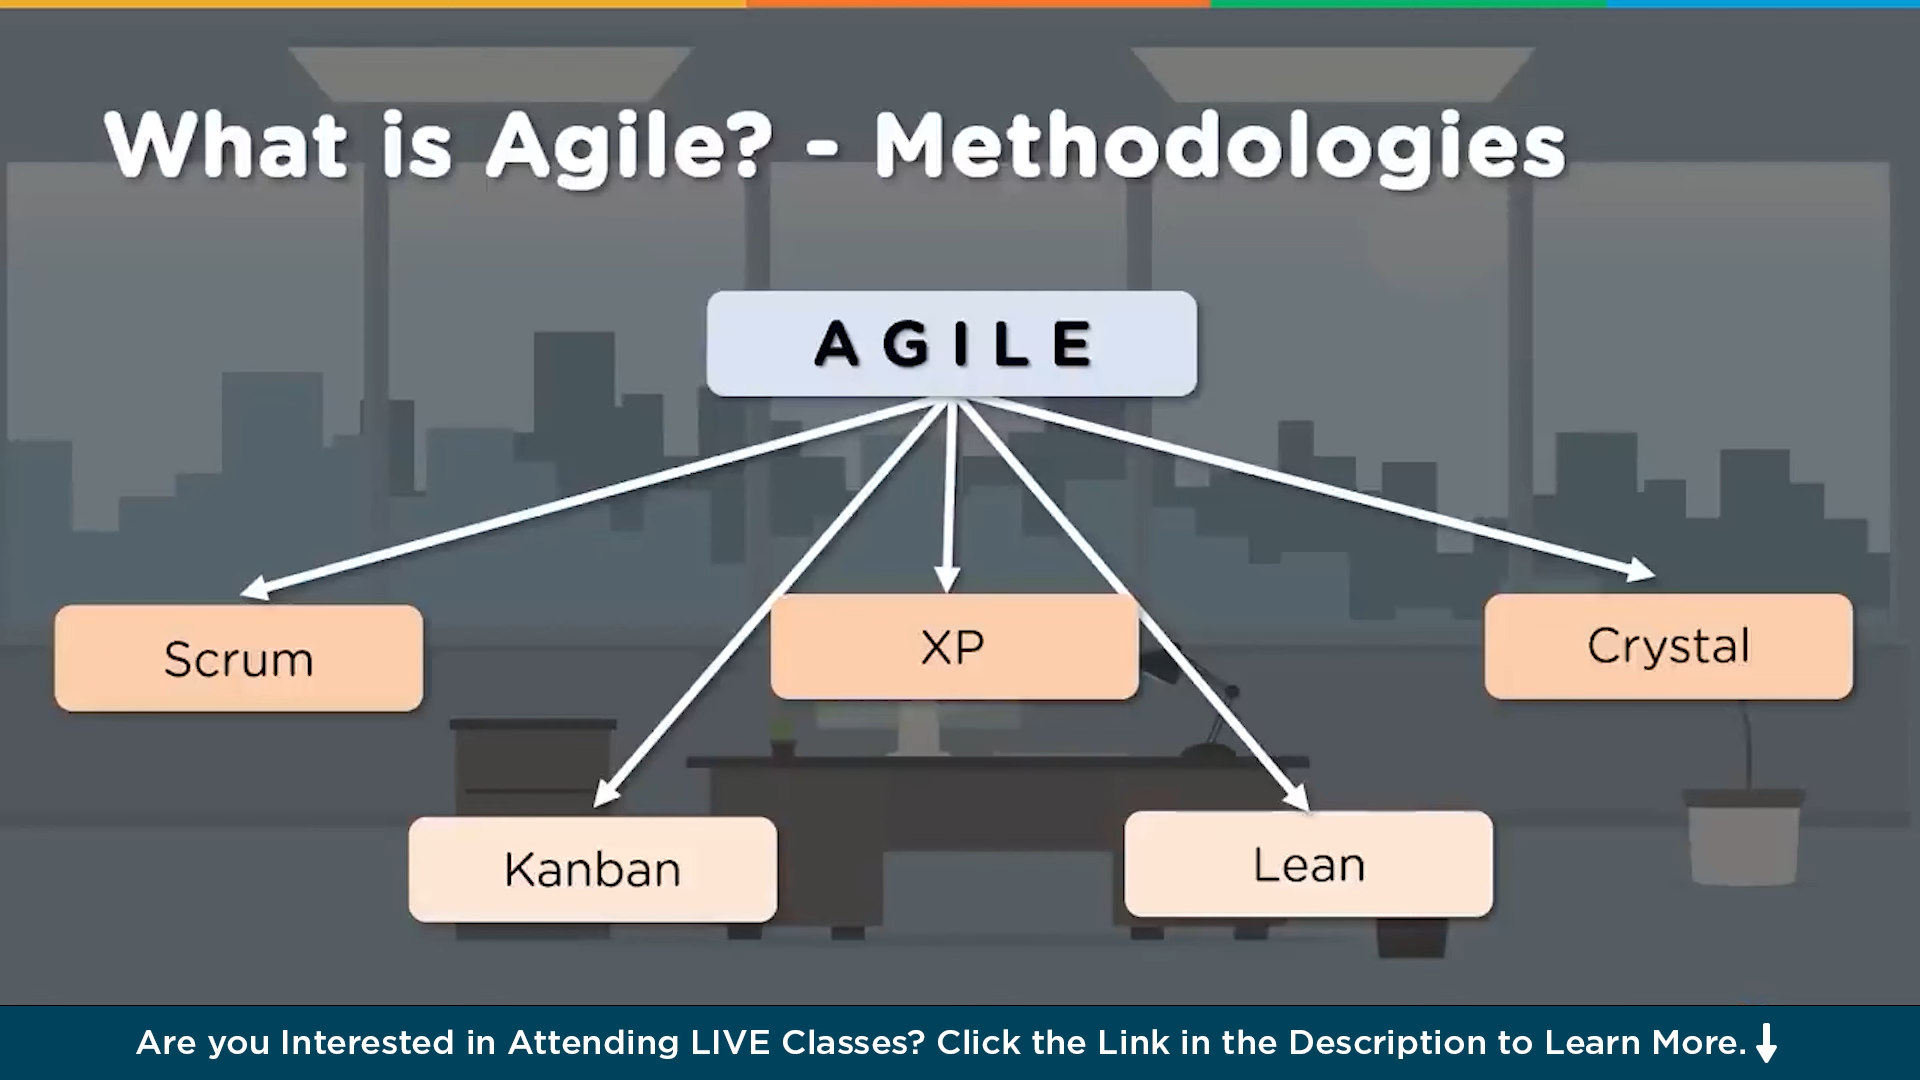 What is Agile? - Methodologies
AGILE
Scrum
XP
Crystal
Kanban
Lean
Are you Interested in Attending LIVE Classes? Click the Link in the Description to Learn More.